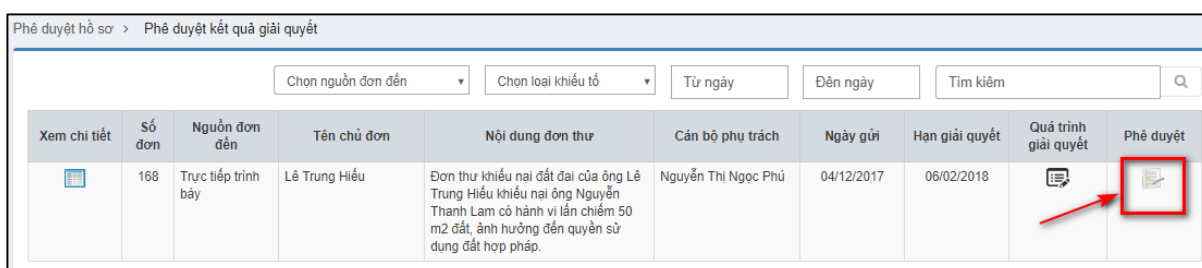 Phê duyệt hồ sơ > Phê duyệt kết quả giải quyết
Chọn nguồn đơn đến Chọn loại khiếu tố Từ ngày Đên ngày Tìm kiêm
Xem chi tiết Số đơn Nguồn đơn đến Tên chủ đơn Nội dung đơn thư Cán bộ phụ trách Ngày gửi Hạn giải quyết Quá trình giải quyết Phê duyệt
168 Trực tiếp trình bày Lê Trung Hiếu Đơn thư khiếu nại đất đai của ông Lê Nguyễn Thị Ngọc Phú 04/12/2017 06/02/2018
Trung Hiếu khiếu nại ông Nguyễn
Thanh Lam có hành vi lấn chiếm 50
m2 đất, ảnh hưởng đến quyền sử
dụng đất hợp pháp.